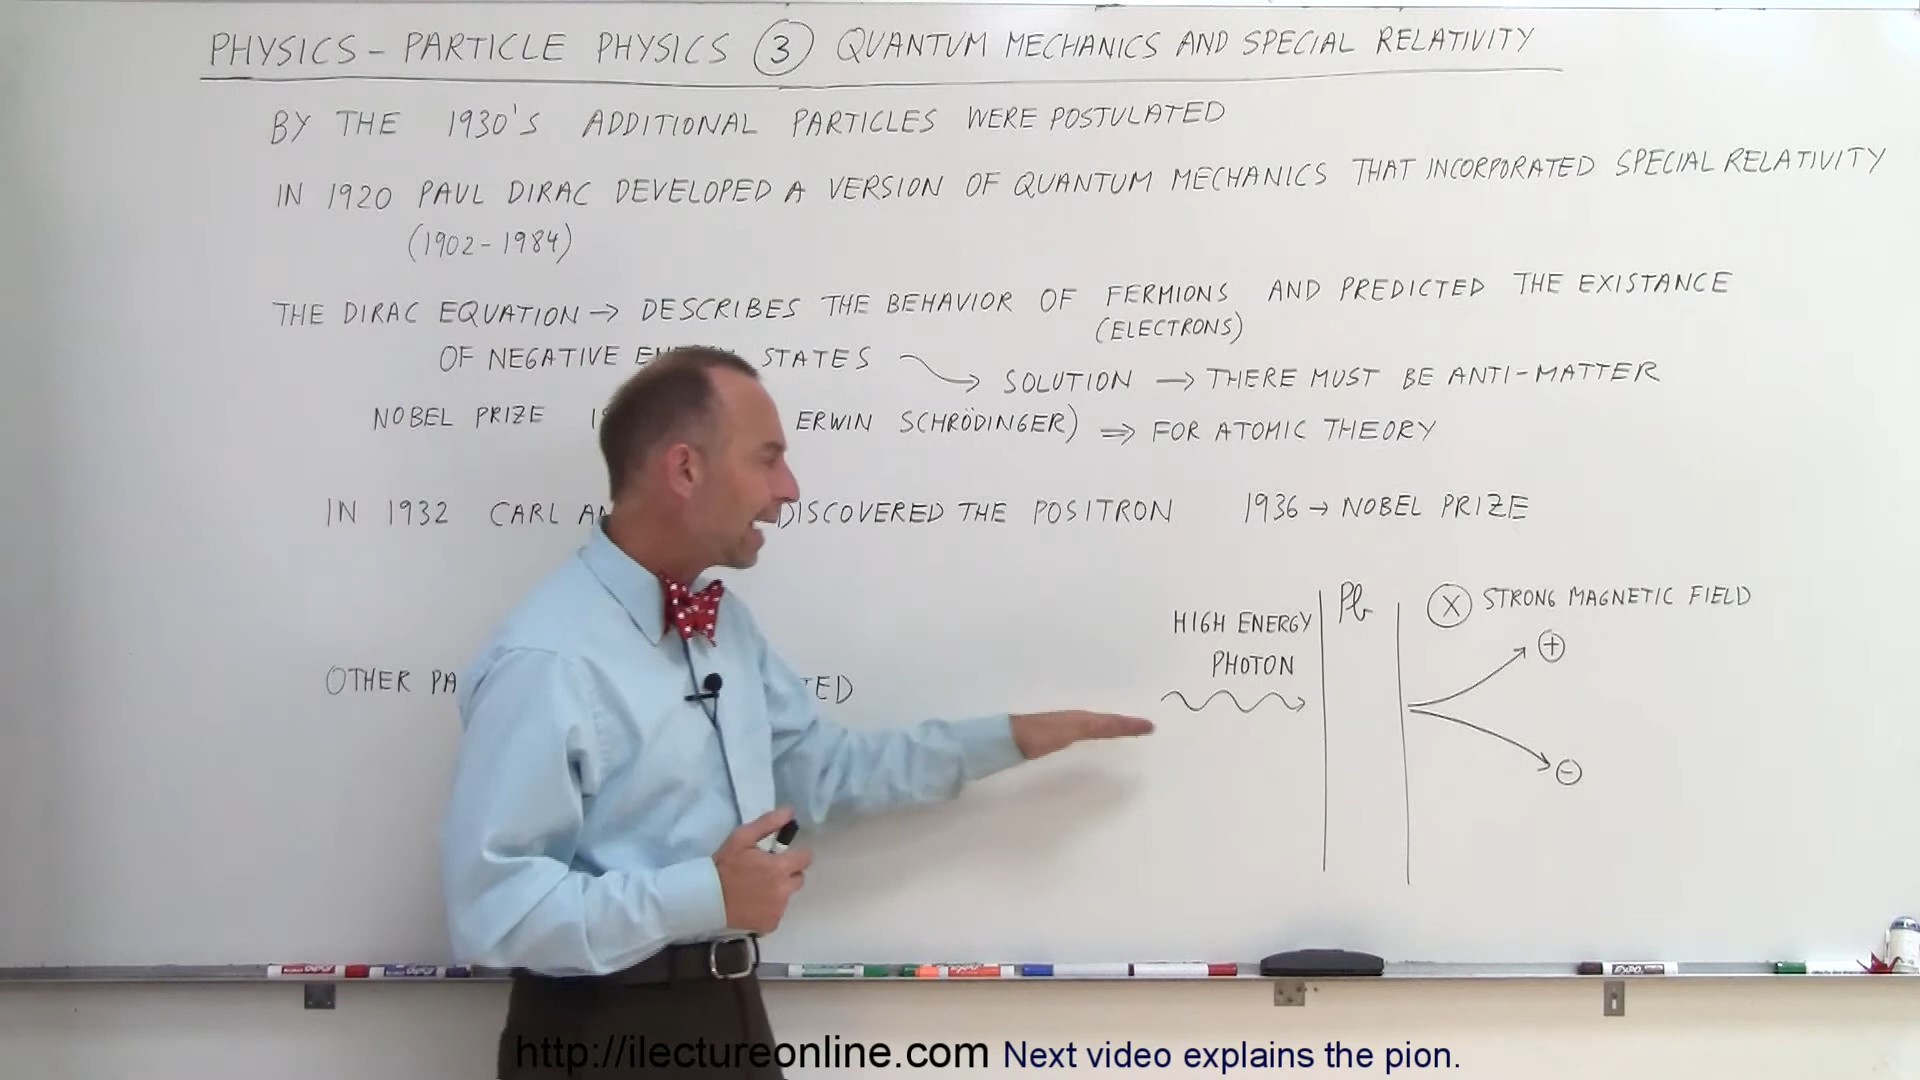 PHYSICS - PARTICLE PHYSICS 3 QUANTUM MECHANICS AND SPECIAL RELATIVITY
BY THE 1930'S ADDITIONAL PARTICLES WERE POSTULATED
IN 1920 PAUL DIRAC DEVELOPED A VERSION OF QUANTUM MECHANICS THAT INCORPORATED SPECIAL RELATIVITY
(1902-1984)
THE DIRAC EQUATION → DESCRIBES THE BEHAVIOR OF FERMIONS AND PREDICTED THE EXISTANCE
(ELECTRONS)
OF NEGATIVE STATES → SOLUTION → THERE MUST BE ANTI-MATTER
NOBEL PRIZE ERWIN SCHRÖDINGER) ⇒ FOR ATOMIC THEORY
IN 1932 CARL DISCOVERED THE POSITRON 1936 → NOBEL PRIZE
HIGH ENERGY
PHOTON
Pb
X STRONG MAGNETIC FIELD
+
-
OTHER
http://ilectureonline.com Next video explains the pion.